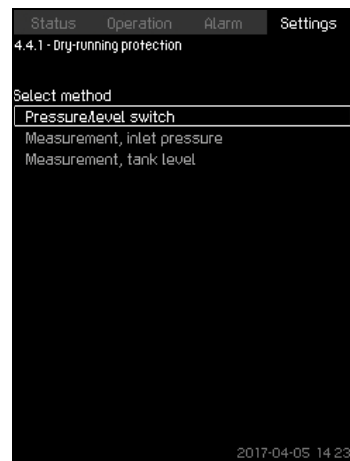 Status Operation Alarm Settings
4.4.1 - Dry-running protection
Select method
Pressure/level switch
Measurement, inlet pressure
Measurement, tank level
2017-04-05 14:23